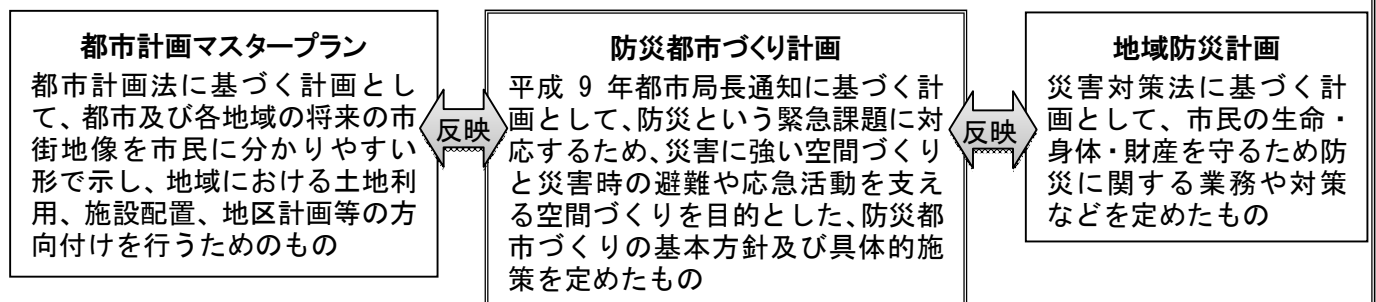 都市計画マスタープラン
都市計画法に基づく計画とし
て、都市及び各地域の将来の市
街地像を市民に分かりやすい
形で示し、地域における土地利
用、施設配置、地区計画等の方
向付けを行うためのもの
反映
防災都市づくり計画
平成 9 年都市局長通知に基づく計
画として、防災という緊急課題に対
応するため、災害に強い空間づくり
と災害時の避難や応急活動を支え
る空間づくりを目的とした、防災都
市づくりの基本方針及び具体的施
策を定めたもの
反映
地域防災計画
災害対策法に基づく計
画として、市民の生命・
身体・財産を守るため防
災に関する業務や対策
などを定めたもの